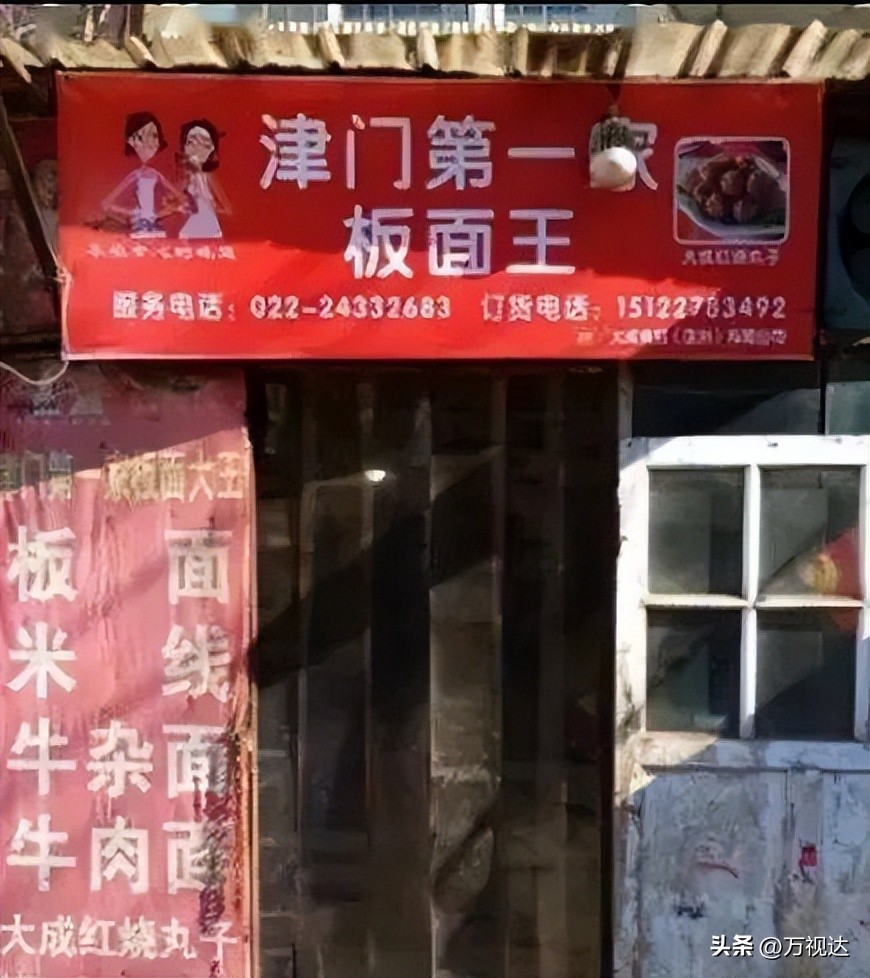 津门第一家
板面王
大成红烧丸子
服务电话：022-24332683 订货电话：15122783492
门第一家板面大王
板面
米线
牛杂面
牛肉面
大成红烧丸子
头条 @万视达